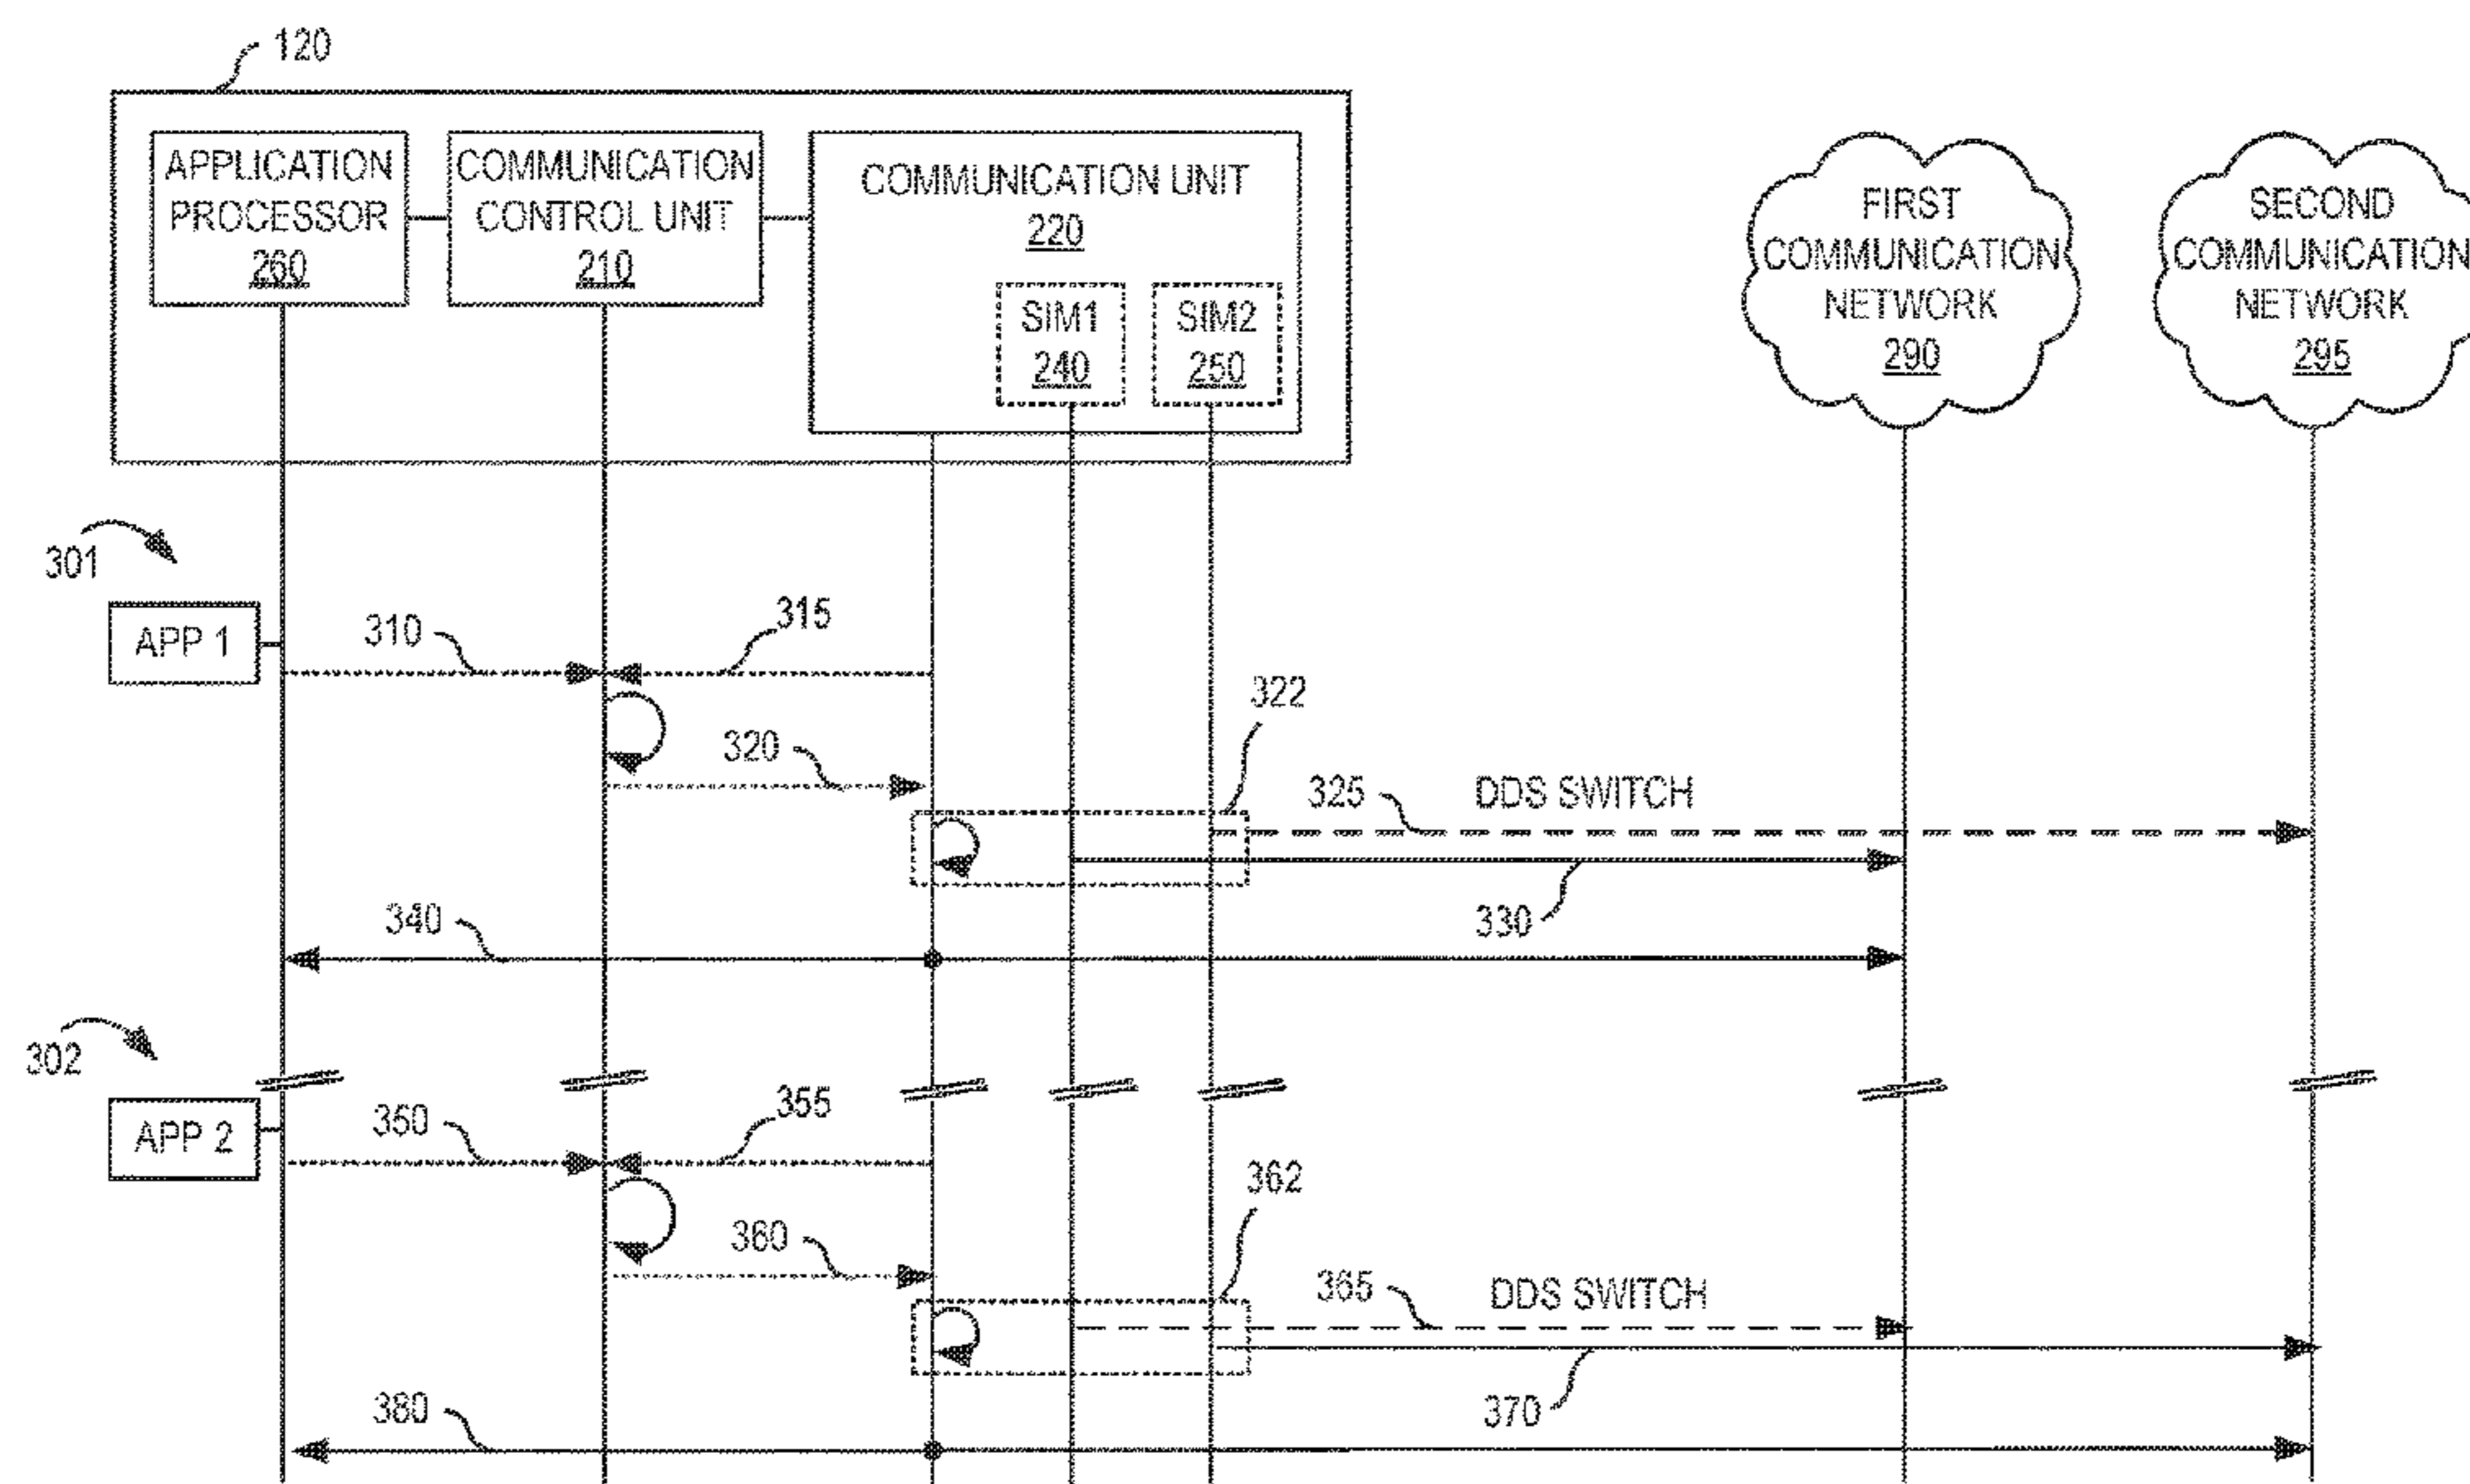 120
APPLICATION
PROCESSOR
260
COMMUNICATION
CONTROL UNIT
210
COMMUNICATION UNIT
220
SIM1
240
SIM2
250
FIRST
COMMUNICATION
NETWORK
290
SECOND
COMMUNICATION
NETWORK
295
301
APP 1
310
315
320
322
325
DDS SWITCH
330
340
302
APP 2
350
355
360
362
365
DDS SWITCH
370
380